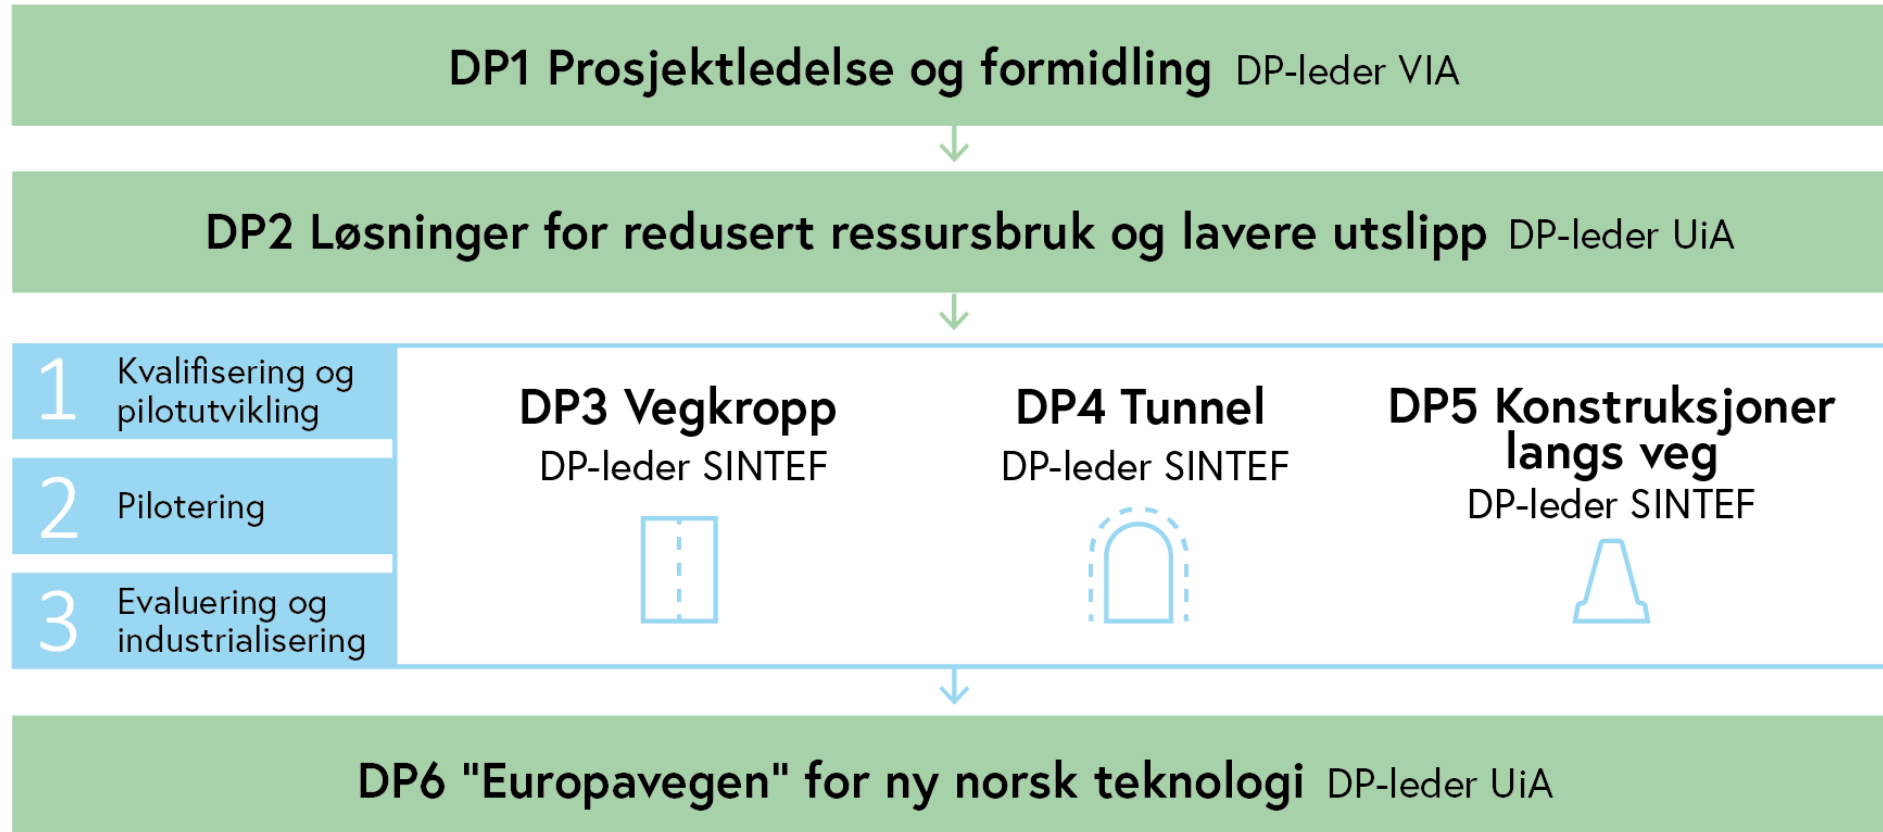 DP1 Prosjektledelse og formidling DP-leder VIA
DP2 Løsninger for redusert ressursbruk og lavere utslipp DP-leder UiA
1 Kvalifisering og
pilotutvikling
2 Pilotering
3 Evaluering og
industrialisering
DP3 Vegkropp
DP-leder SINTEF
DP4 Tunnel
DP-leder SINTEF
DP5 Konstruksjoner
langs veg
DP-leder SINTEF
DP6 "Europavegen" for ny norsk teknologi DP-leder UiA